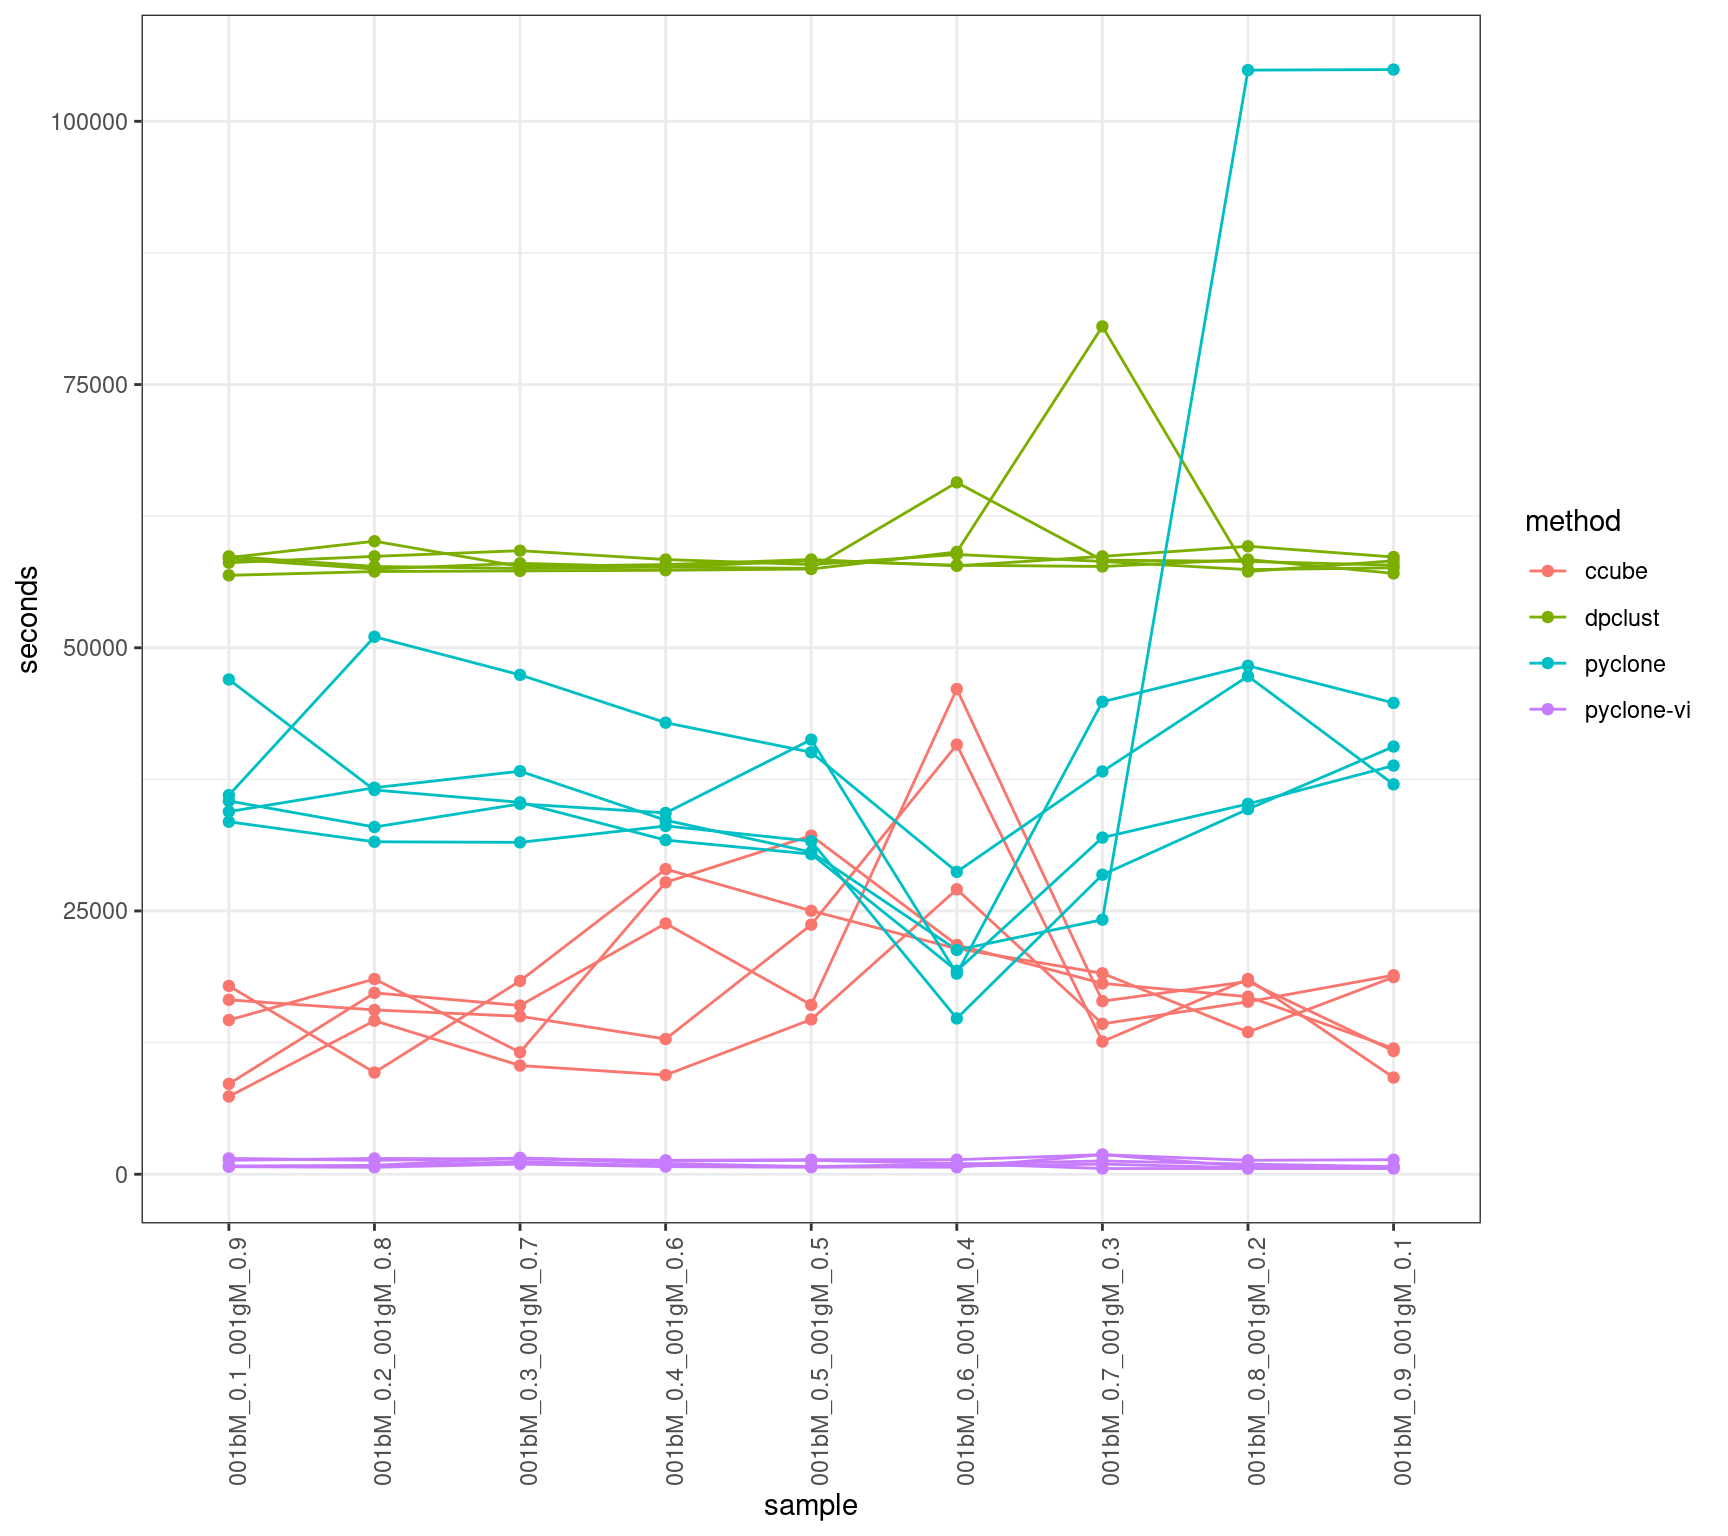 100000
75000
50000
25000
0
seconds
001bM_0.1_001gM_0.9
001bM_0.2_001gM_0.8
001bM_0.3_001gM_0.7
001bM_0.4_001gM_0.6
001bM_0.5_001gM_0.5
001bM_0.6_001gM_0.4
001bM_0.7_001gM_0.3
001bM_0.8_001gM_0.2
001bM_0.9_001gM_0.1
sample
method
ccube
dpclust
pyclone
pyclone-vi